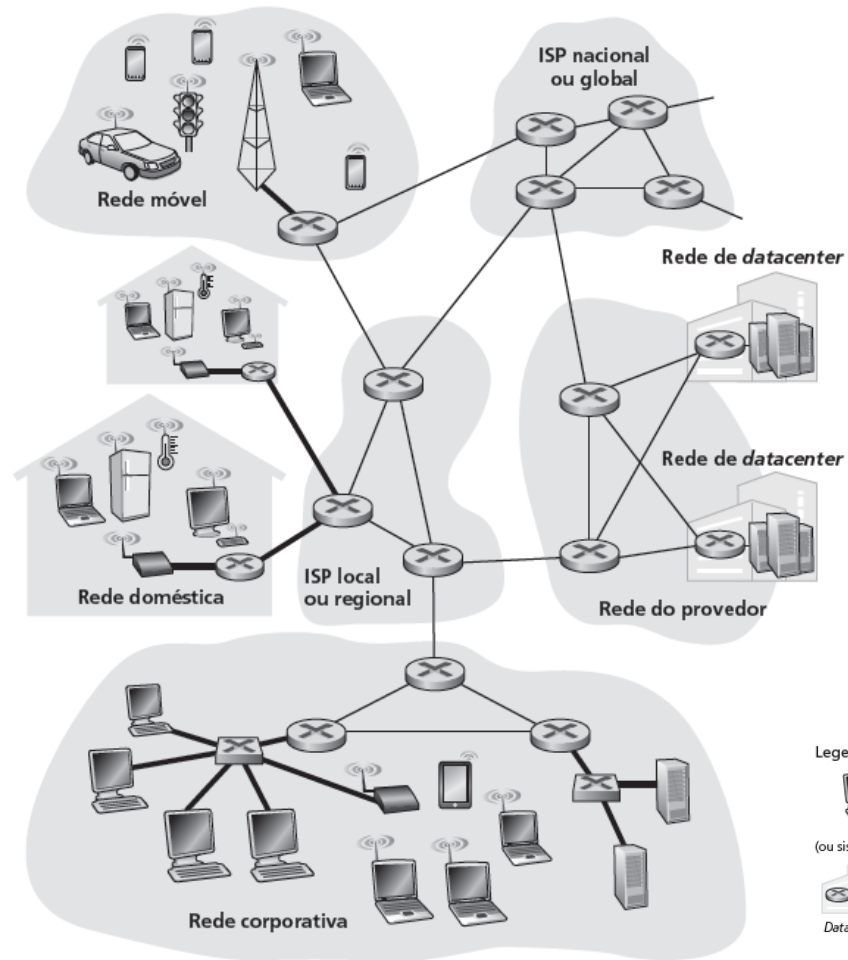 ISP nacional
ou global
Rede móvel
Rede de datacenter
Rede de datacenter
ISP local
ou regional
Rede doméstica
Rede do provedor
Rede corporativa
(ou